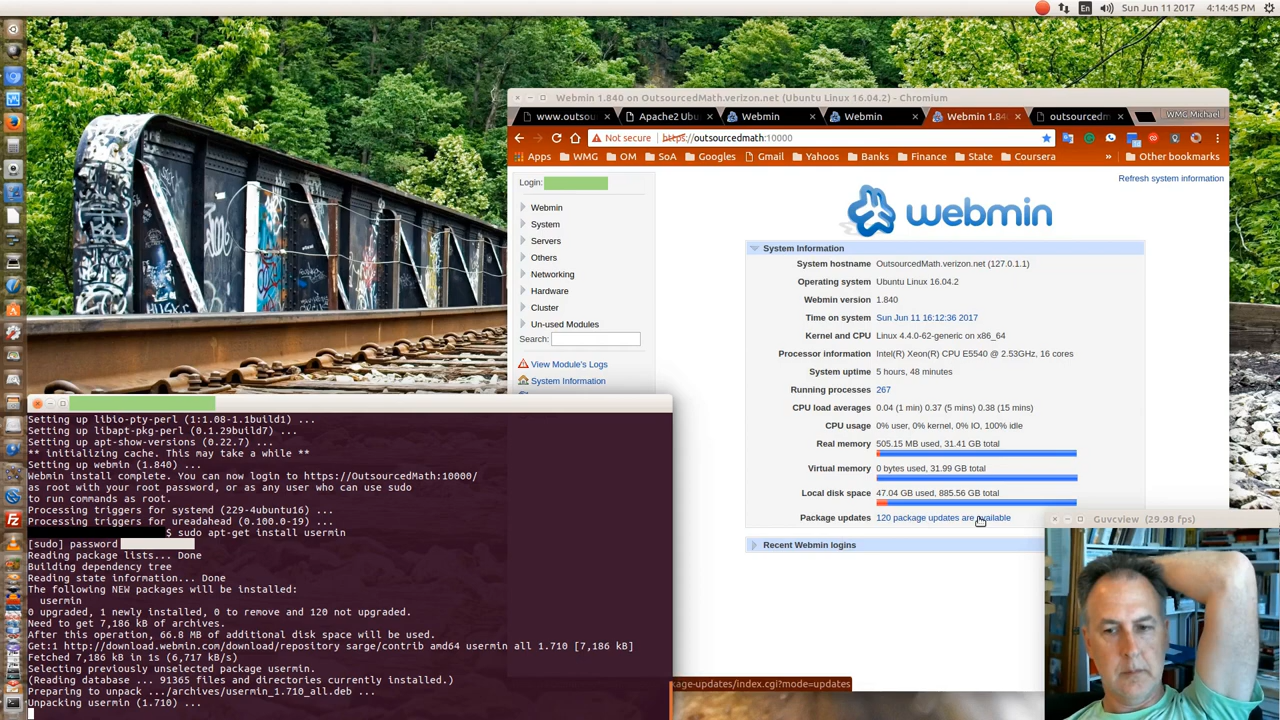 En
Sun Jun 11 2017
4:14:45 PM
Webmin 1.840 on OutsourcedMath.verizon.net (Ubuntu Linux 16.04.2) - Chromium
www.outsou
Apache2 Ubu
Webmin
Webmin
Webmin 1.84
outsourcedm
WMG Michael
Not secure
https://outsourcedmath:10000
Apps
WMG
OM
SoA
Googles
Gmail
Yahoos
Banks
Finance
State
Coursera
»
Other bookmarks
Login:
Webmin
System
Servers
Others
Networking
Hardware
Cluster
Un-used Modules
Search:
View Module's Logs
System Information
Refresh system information
webmin
System Information
System hostname OutsourcedMath.verizon.net (127.0.1.1)
Operating system Ubuntu Linux 16.04.2
Webmin version 1.840
Time on system Sun Jun 11 16:12:36 2017
Kernel and CPU Linux 4.4.0-62-generic on x86_64
Processor information Intel(R) Xeon(R) CPU E5540 @ 2.53GHz, 16 cores
System uptime 5 hours, 48 minutes
Running processes 267
CPU load averages 0.04 (1 min) 0.37 (5 mins) 0.38 (15 mins)
CPU usage 0% user, 0% kernel, 0% IO, 100% idle
Real memory 505.15 MB used, 31.41 GB total
Virtual memory 0 bytes used, 31.99 GB total
Local disk space 47.04 GB used, 885.56 GB total
Package updates 120 package updates are available
Recent Webmin logins
kage-updates/index.cgi?mode=updates
Guvcview (29.98 fps)
Setting up libio-pty-perl (1:1.08-1.1build1) ...
Setting up libapt-pkg-perl (0.1.29build7) ...
Setting up apt-show-versions (0.22.7) ...
** initializing cache. This may take a while **
Setting up webmin (1.840) ...
Webmin install complete. You can now login to https://OutsourcedMath:10000/
as root with your root password, or as any user who can use sudo
to run commands as root.
Processing triggers for systemd (229-4ubuntu16) ...
Processing triggers for ureadahead (0.100.0-19) ...
$ sudo apt-get install usermin
[sudo] password
Reading package lists... Done
Building dependency tree
Reading state information... Done
The following NEW packages will be installed:
usermin
0 upgraded, 1 newly installed, 0 to remove and 120 not upgraded.
Need to get 7,186 kB of archives.
After this operation, 66.8 MB of additional disk space will be used.
Get:1 http://download.webmin.com/download/repository sarge/contrib amd64 usermin all 1.710 [7,186 kB]
Fetched 7,186 kB in 1s (6,717 kB/s)
Selecting previously unselected package usermin.
(Reading database ... 91365 files and directories currently installed.)
Preparing to unpack .../archives/usermin_1.710_all.deb ...
Unpacking usermin (1.710) ...